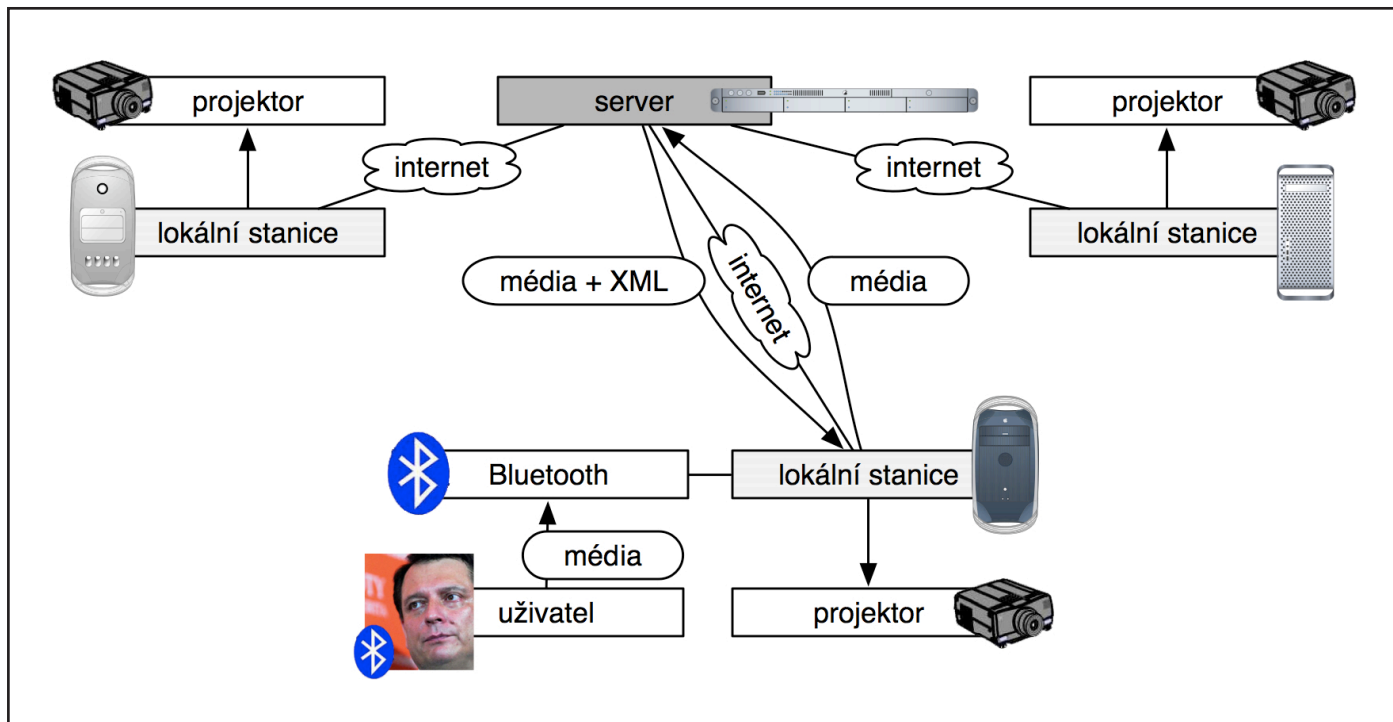 projektor
server
projektor
internet
internet
lokální stanice
lokální stanice
média + XML
internet
média
Bluetooth
lokální stanice
média
uživatel
projektor